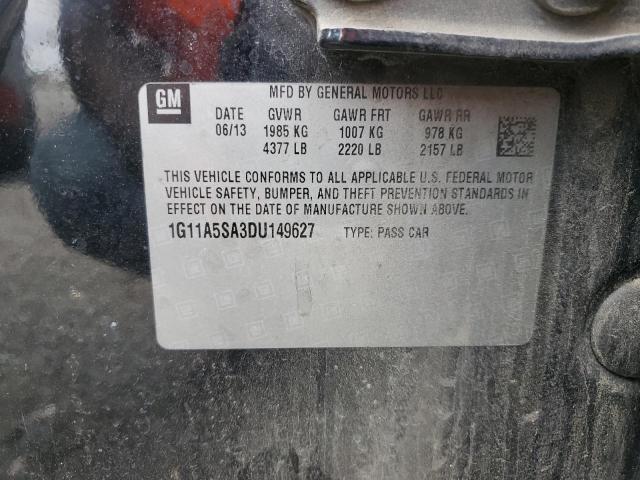 GM
MFD BY GENERAL MOTORS LLC
DATE GVWR GAWR FRT GAWR RR
06/13 1985 KG 1007 KG 978 KG
4377 LB 2220 LB 2157 LB
THIS VEHICLE CONFORMS TO ALL APPLICABLE U.S. FEDERAL MOTOR
VEHICLE SAFETY, BUMPER, AND THEFT PREVENTION STANDARDS IN
EFFECT ON THE DATE OF MANUFACTURE SHOWN ABOVE.
1G11A5SA3DU149627 TYPE: PASS CAR